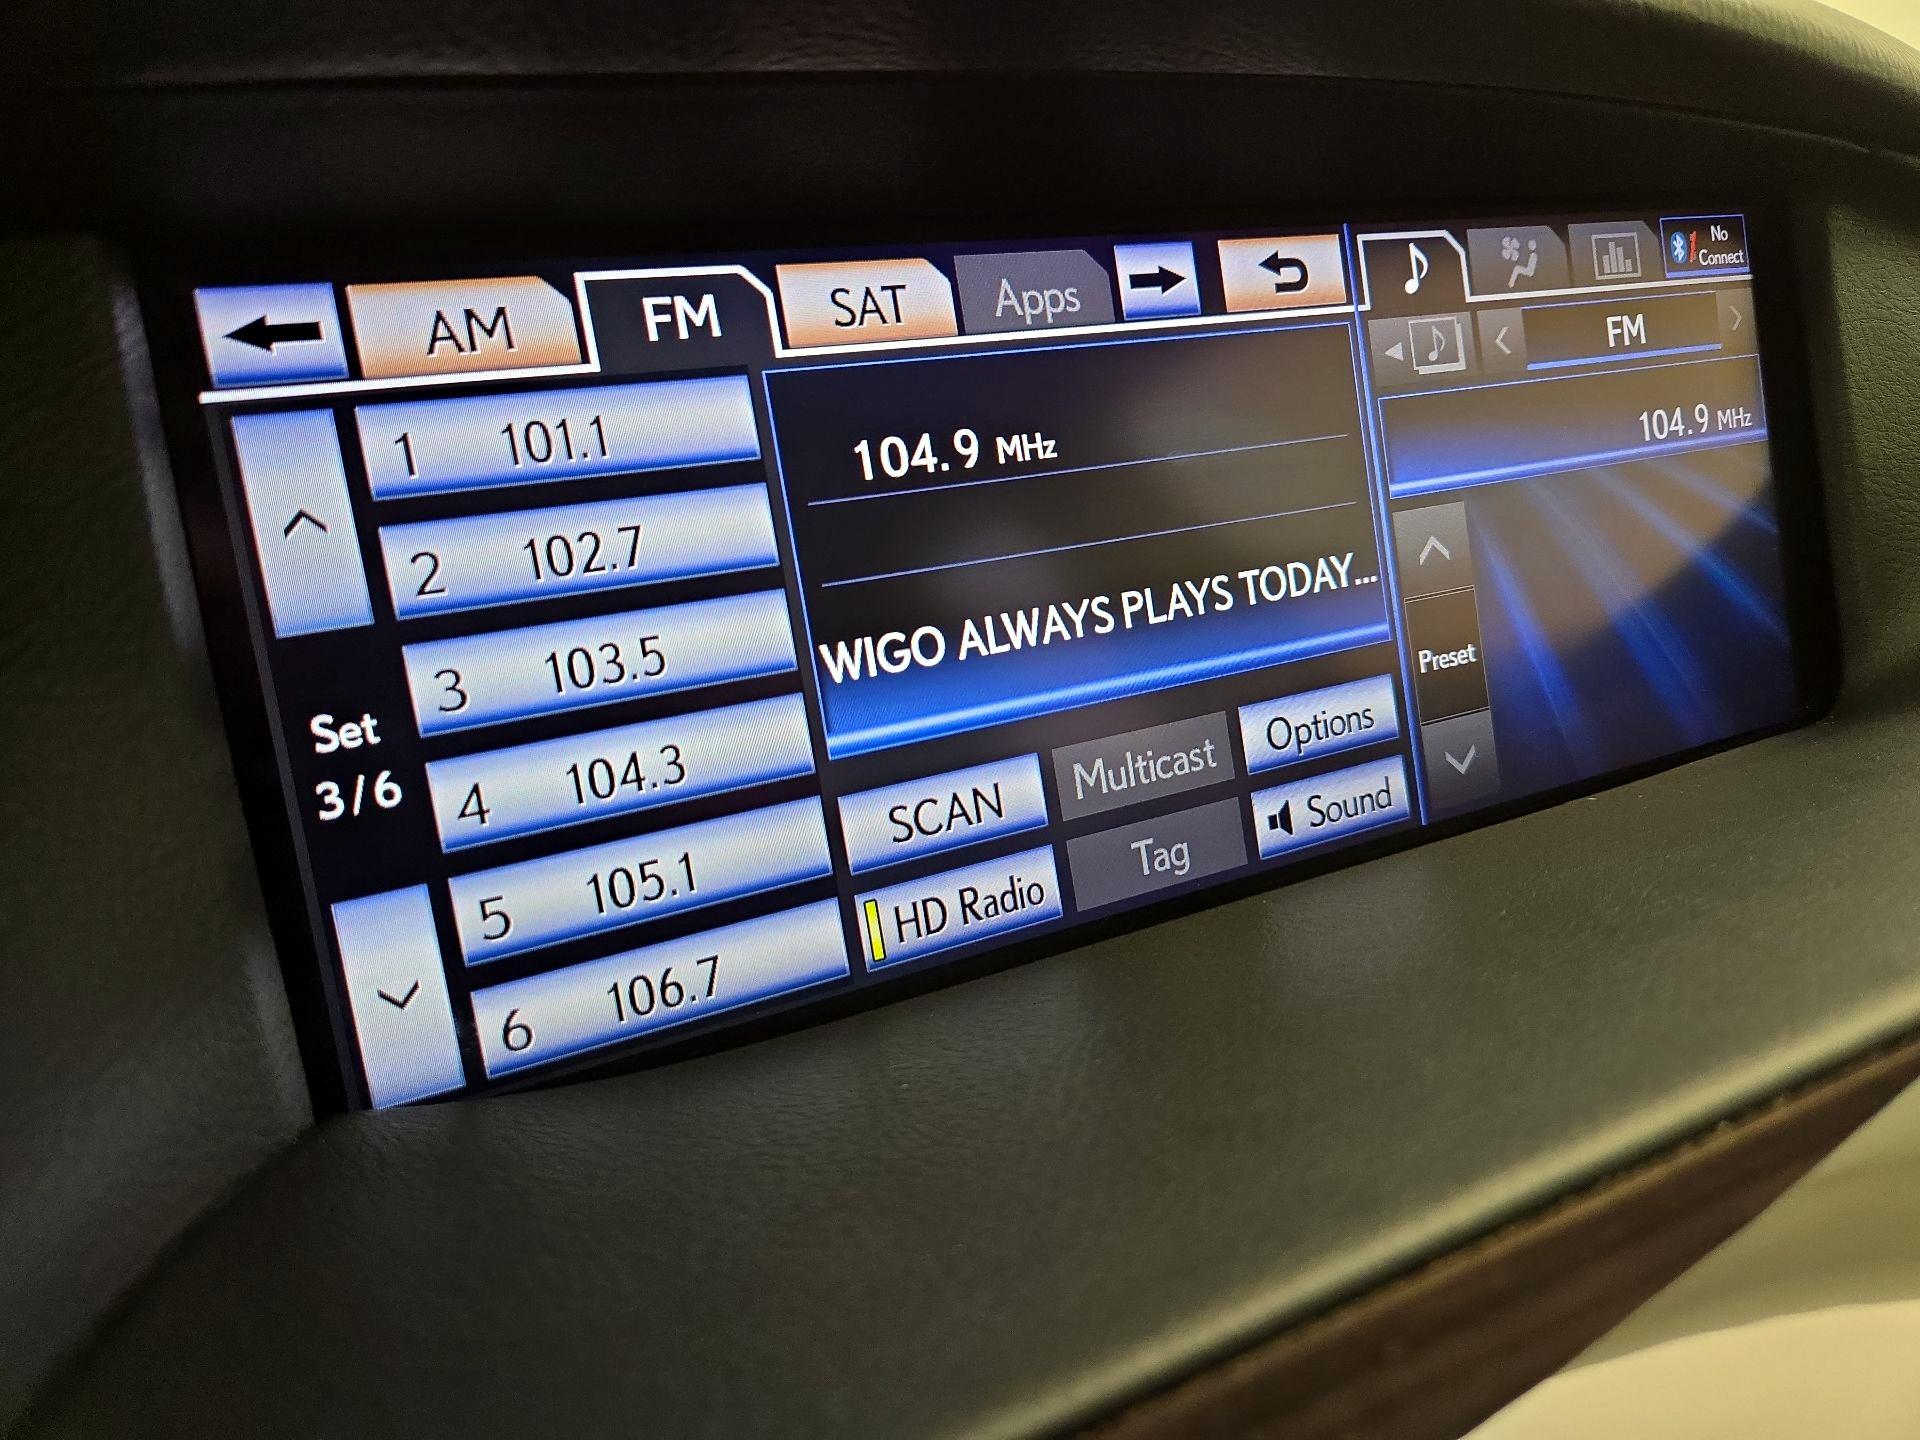 AM
FM
SAT
Apps
No
Connect
FM
104.9 MHz
1 101.1
2 102.7
3 103.5
4 104.3
5 105.1
6 106.7
Set
3/6
104.9 MHz
WIGO ALWAYS PLAYS TODAY...
SCAN
Multicast
Options
HD Radio
Tag
Sound
Preset